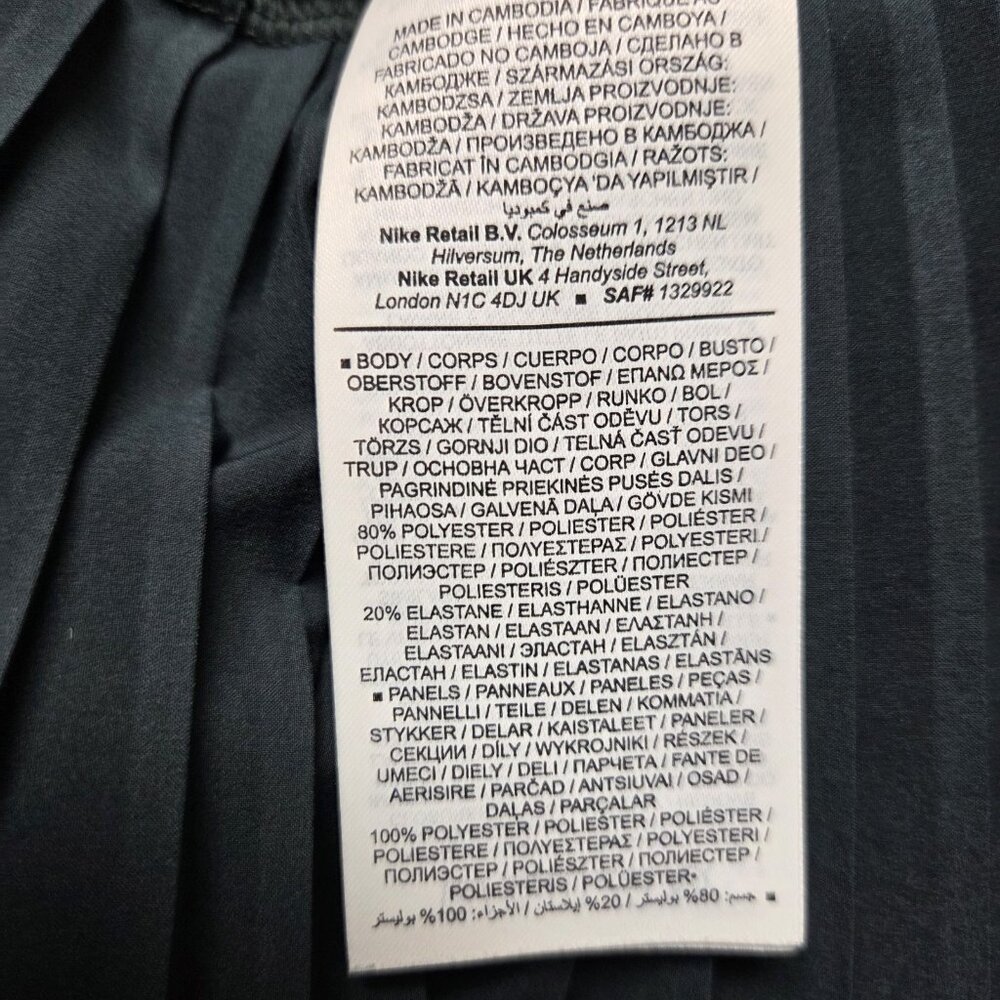 MADE IN CAMBODIA / FABRIQUÉ AU
CAMBODGE / HECHO EN CAMBOYA /
FABRICADO NO CAMBOJA / СДЕЛАНО В
КАМБОДЖЕ / SZÁRMAZÁSI ORSZÁG:
KAMBODZSA / ZEMLJA PROIZVODNJE:
KAMBODŽA / DRŽAVA PROIZVODNJE:
KAMBODŽA / ПРОИЗВЕДЕНО В КАМБОДЖА /
FABRICAT ÎN CAMBODGIA / RAŽOTS:
KAMBODŽĀ / KAMBOÇYA 'DA YAPILMIŞTIR /
صنع في كمبوديا
Nike Retail B.V. Colosseum 1, 1213 NL
Hilversum, The Netherlands
Nike Retail UK 4 Handyside Street,
London N1C 4DJ UK ■ SAF# 1329922
■ BODY / CORPS / CUERPO / CORPO / BUSTO /
OBERSTOFF / BOVENSTOF / ΕΠΑΝΩ ΜΕΡΟΣ /
KROP / ÖVERKROPP / RUNKO / BOL /
КОРСАЖ / TĚLNÍ ČÁST ODĚVU / TORS /
TÖRZS / GORNJI DIO / TELNÁ ČASŤ ODEVU /
TRUP / ОСНОВНА ЧАСТ / CORP / GLAVNI DEO /
PAGRINDINĖ PRIEKINĖS PUSĖS DALIS /
PIHAOSA / GALVENĀ DAĻA / GÖVDE KISMI
80% POLYESTER / POLIESTER / POLIÉSTER /
POLIESTERE / ΠΟΛΥΕΣΤΕΡΑΣ / POLYESTERI /
ПОЛИЭСТЕР / POLIÉSZTER / ПОЛИЕСТЕР /
POLIESTERIS / POLÜESTER
20% ELASTANE / ELASTHANNE / ELASTANO /
ELASTAN / ELASTAAN / ΕΛΑΣΤΑΝΗ /
ELASTAANI / ЭЛАСТАН / ELASZTÁN /
ЕЛАСТАН / ELASTIN / ELASTANAS / ELASTĀNS
■ PANELS / PANNEAUX / PANELES / PEÇAS /
PANNELLI / TEILE / DELEN / ΚΟΜΜΑΤΙΑ /
STYKKER / DELAR / KAISTALEET / PANELER /
СЕКЦИИ / DÍLY / WYKROJNIKI / RÉSZEK /
UMECI / DIELY / DELI / ПАРЧЕТА / FANTE DE
AERISIRE / PARČAD / ANTSIUVAI / OSAD /
DAĻAS / PARÇALAR
100% POLYESTER / POLIESTER / POLIÉSTER /
POLIESTERE / ΠΟΛΥΕΣΤΕΡΑΣ / POLYESTERI /
ПОЛИЭСТЕР / POLIÉSZTER / ПОЛИЕСТЕР /
POLIESTERIS / POLÜESTER•
■ جسم: 80% بوليستر / 20% إيلاستان / الأجزاء: 100% بوليستر